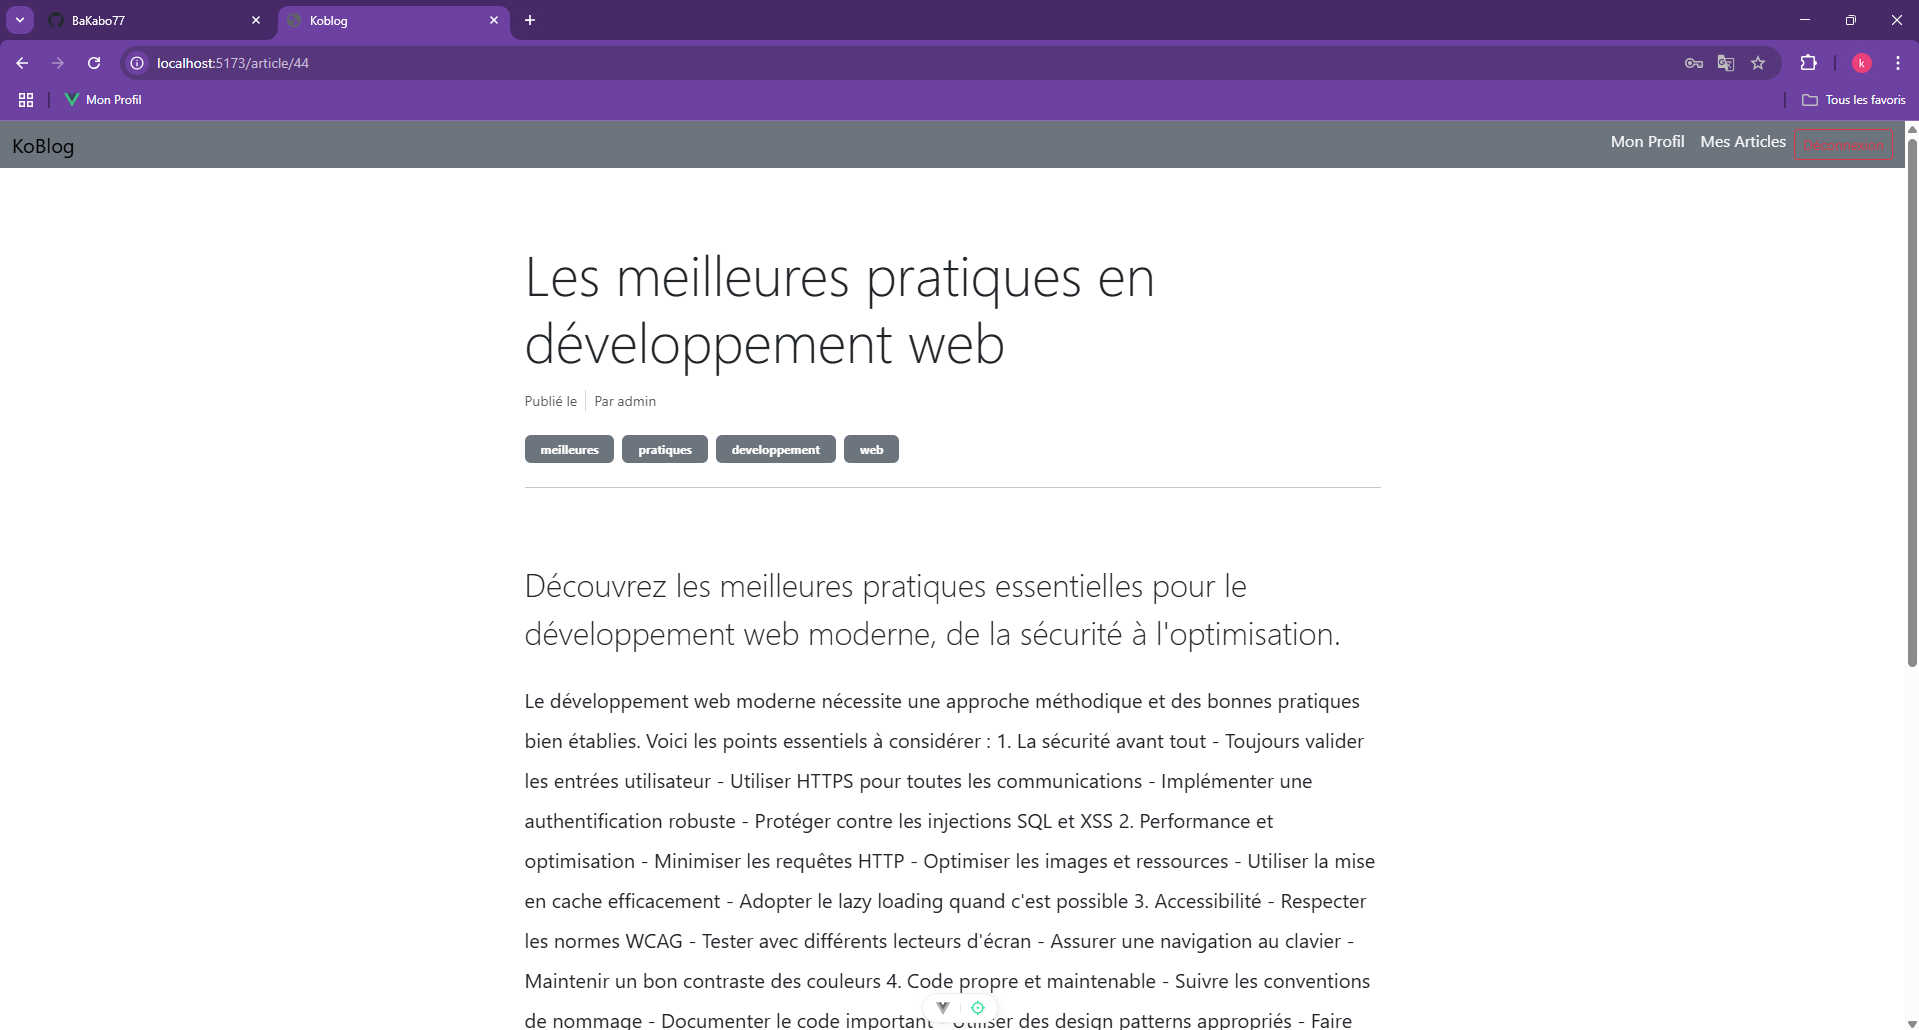 BaKabo77
Koblog
localhost:5173/article/44
k
Mon Profil
Tous les favoris
KoBlog
Mon Profil
Mes Articles
Déconnexion
Les meilleures pratiques en
développement web
Publié le
Par admin
meilleures
pratiques
developpement
web
Découvrez les meilleures pratiques essentielles pour le
développement web moderne, de la sécurité à l'optimisation.
Le développement web moderne nécessite une approche méthodique et des bonnes pratiques
bien établies. Voici les points essentiels à considérer : 1. La sécurité avant tout - Toujours valider
les entrées utilisateur - Utiliser HTTPS pour toutes les communications - Implémenter une
authentification robuste - Protéger contre les injections SQL et XSS 2. Performance et
optimisation - Minimiser les requêtes HTTP - Optimiser les images et ressources - Utiliser la mise
en cache efficacement - Adopter le lazy loading quand c'est possible 3. Accessibilité - Respecter
les normes WCAG - Tester avec différents lecteurs d'écran - Assurer une navigation au clavier -
Maintenir un bon contraste des couleurs 4. Code propre et maintenable - Suivre les conventions
de nommage - Documenter le code important - Utiliser des design patterns appropriés - Faire